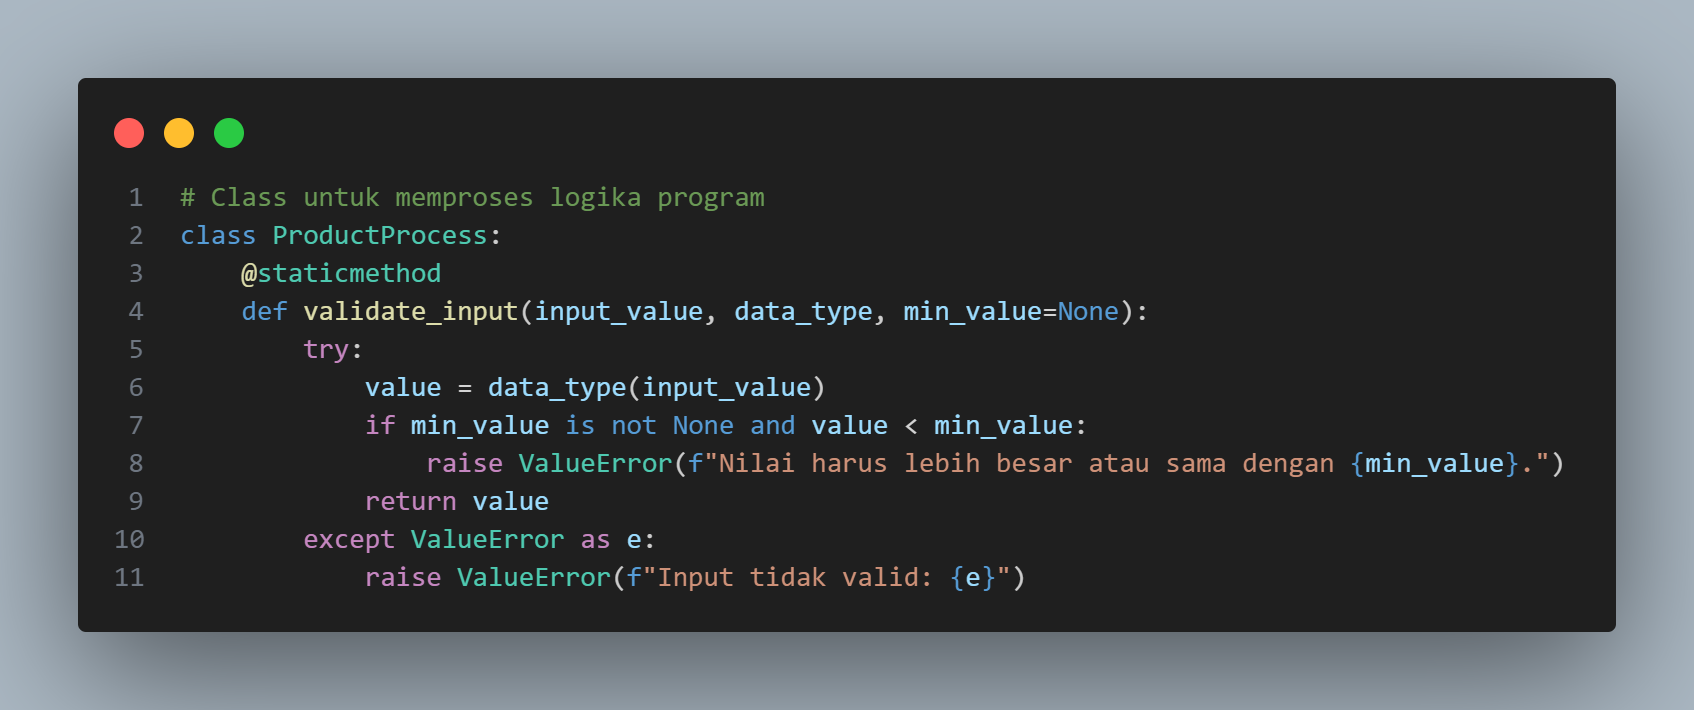 1 # Class untuk memproses logika program
2 class ProductProcess:
3     @staticmethod
4     def validate_input(input_value, data_type, min_value=None):
5         try:
6             value = data_type(input_value)
7             if min_value is not None and value < min_value:
8                 raise ValueError(f"Nilai harus lebih besar atau sama dengan {min_value}.")
9             return value
10         except ValueError as e:
11             raise ValueError(f"Input tidak valid: {e}")